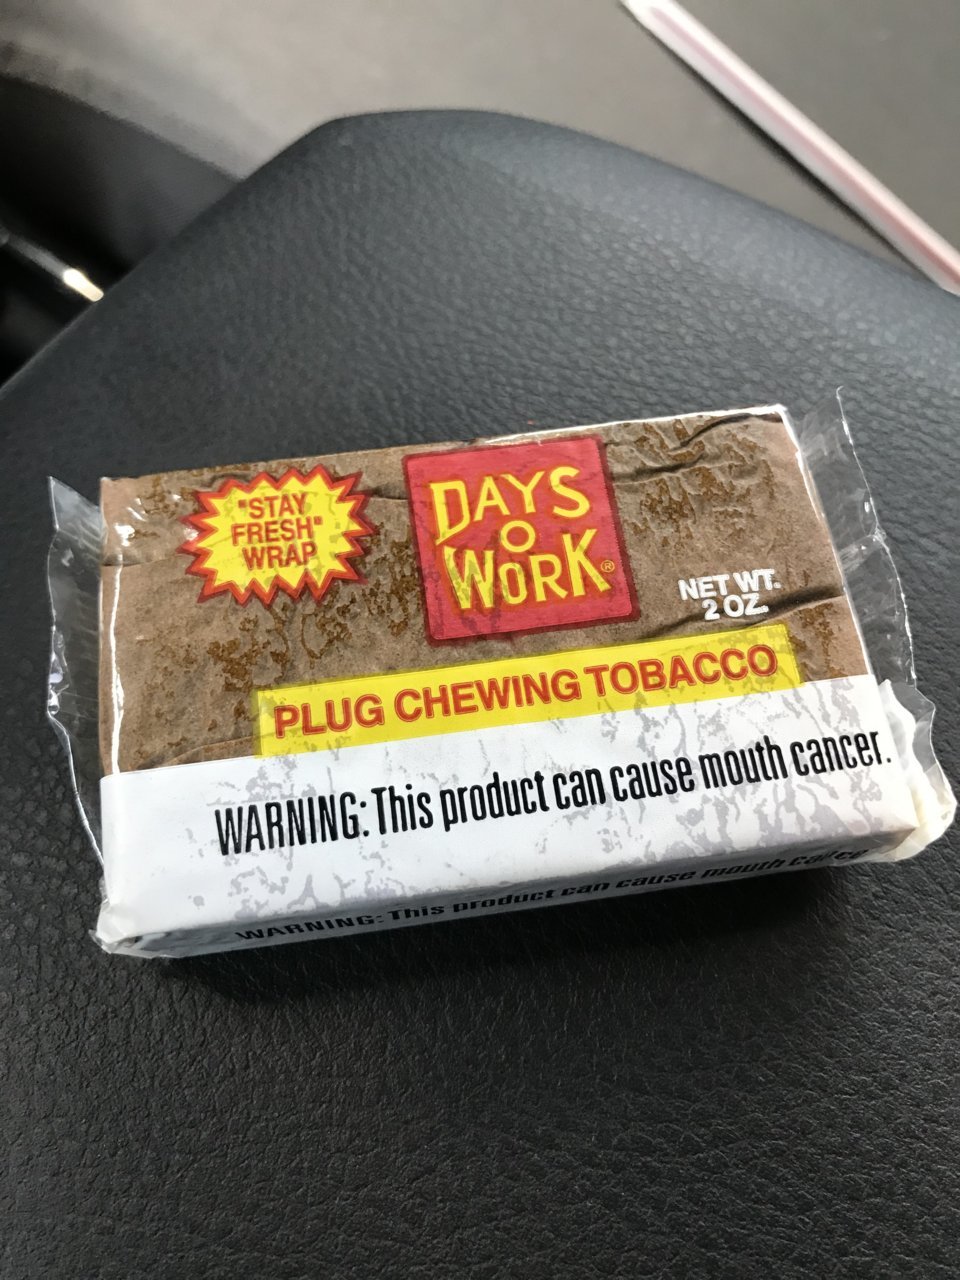 "STAY
FRESH"
WRAP
DAYS
O
WORK®
NET WT.
2 OZ.
PLUG CHEWING TOBACCO
WARNING: This product can cause mouth cancer.
WARNING: This product can cause mouth cancer